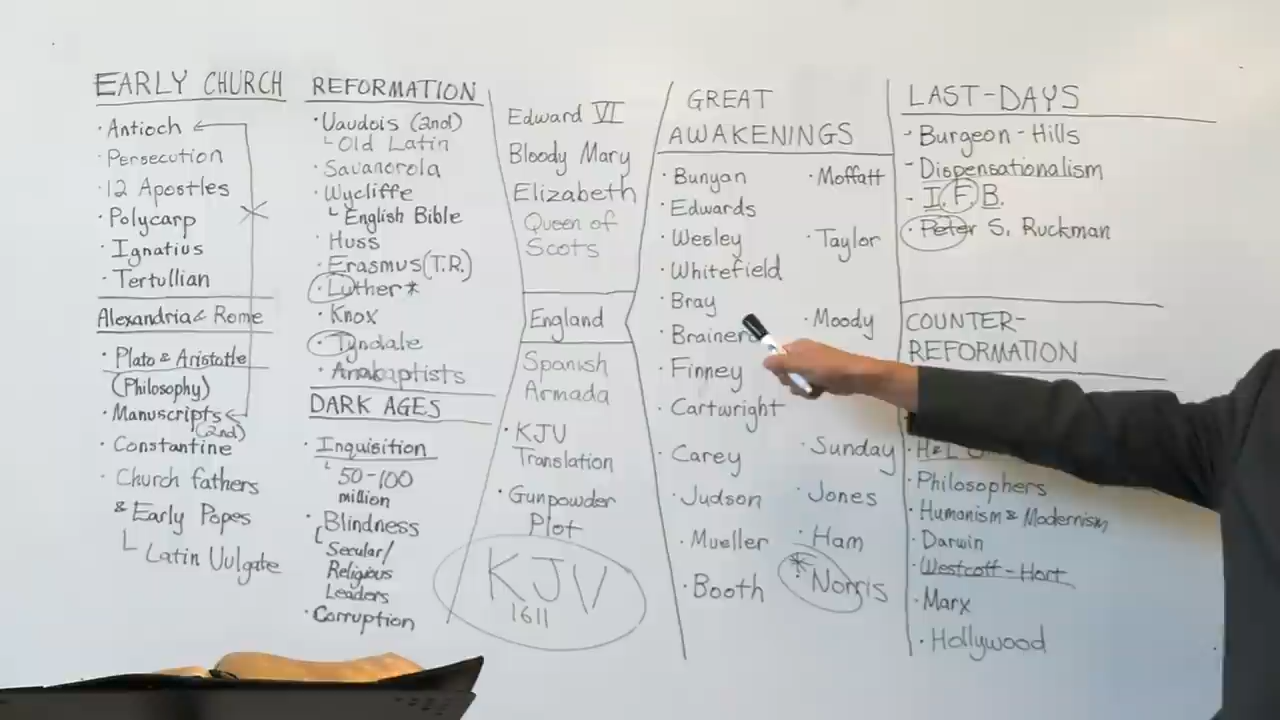 EARLY CHURCH
· Antioch
· Persecution
· 12 Apostles
· Polycarp
· Ignatius
· Tertullian
Alexandria & Rome
· Plato & Aristotle
(Philosophy)
· Manuscripts
(2nd)
· Constantine
· Church fathers
& Early Popes
Latin Vulgate
REFORMATION
· Vaudois (2nd)
Old Latin
· Savanorola
· Wycliffe
English Bible
· Huss
· Erasmus (T.R.)
· Luther*
· Knox
· Tyndale
· Anabaptists
DARK AGES
· Inquisition
50-100
million
· Blindness
Secular/
Religious
Leaders
· Corruption
Edward VI
Bloody Mary
Elizabeth
Queen of
Scots
England
Spanish
Armada
· KJV
Translation
· Gunpowder
Plot
KJV
1611
GREAT
AWAKENINGS
· Bunyan
· Edwards
· Wesley
· Whitefield
· Bray
· Brainerd
· Finney
· Cartwright
· Carey
· Judson
· Mueller
· Booth
· Moffatt
· Taylor
· Moody
· Sunday
· Jones
· Ham
* · Norris
LAST-DAYS
- Burgeon-Hills
- Dispensationalism
- I.F.B.
· Peter S. Ruckman
COUNTER-
REFORMATION
· Philosophers
· Humanism & Modernism
· Darwin
· Westcott-Hort
· Marx
· Hollywood